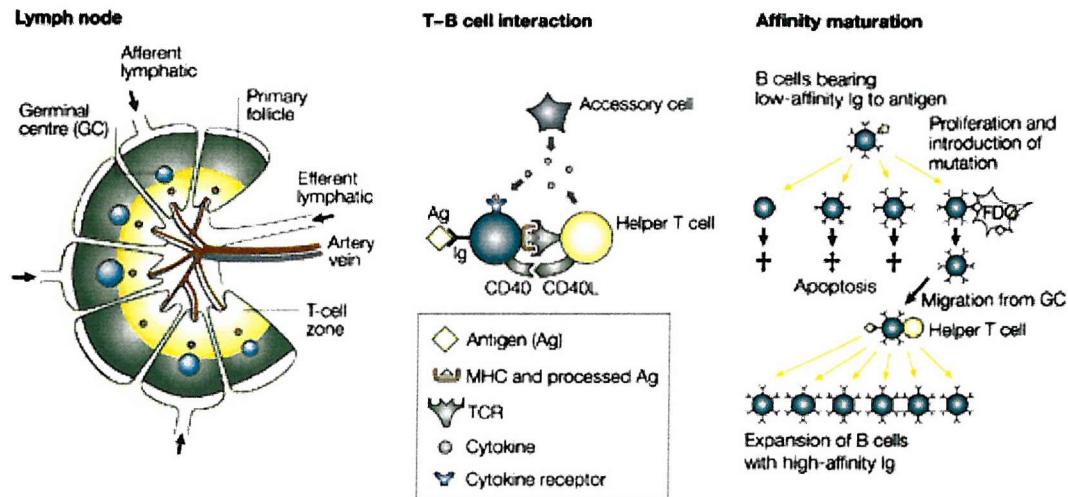 Lymph node
Afferent
lymphatic
Germinal
centre (GC)
Primary
follicle
Efferent
lymphatic
Artery
vein
T-cell
zone
T–B cell interaction
Accessory cell
Ag
Ig
Helper T cell
CD40
CD40L
Antigen (Ag)
MHC and processed Ag
TCR
Cytokine
Cytokine receptor
Affinity maturation
B cells bearing
low-affinity Ig to antigen
Proliferation and
introduction of
mutation
FDC
Apoptosis
Migration from GC
Helper T cell
Expansion of B cells
with high-affinity Ig